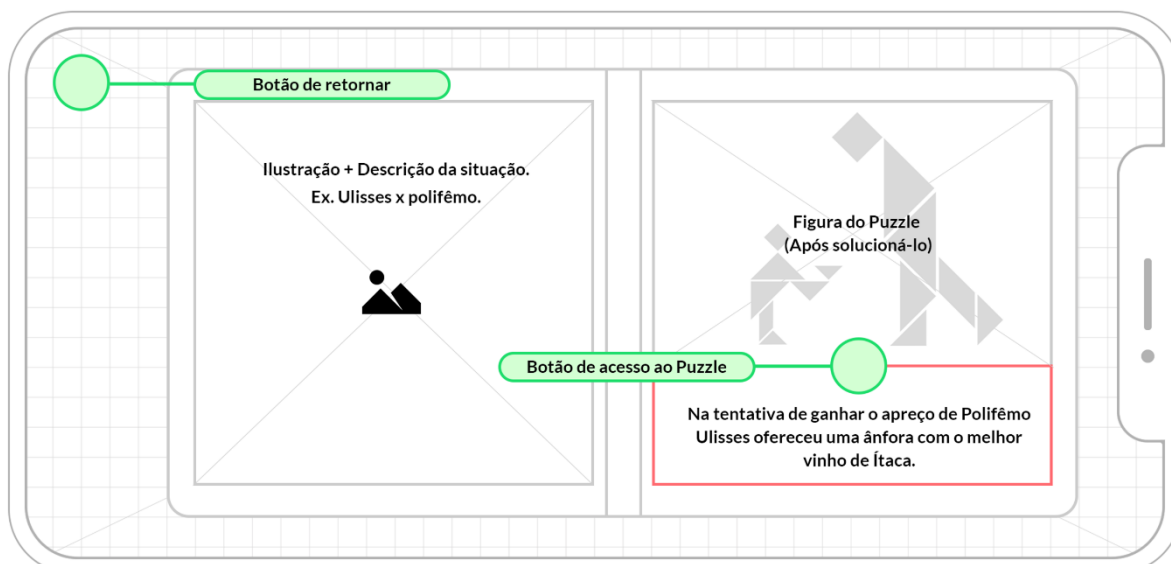 Botão de retornar
Ilustração + Descrição da situação.
Ex. Ulisses x polifêmo.
Figura do Puzzle
(Após solucioná-lo)
Botão de acesso ao Puzzle
Na tentativa de ganhar o apreço de Polifêmo
Ulisses ofereceu uma ânfora com o melhor
vinho de Ítaca.